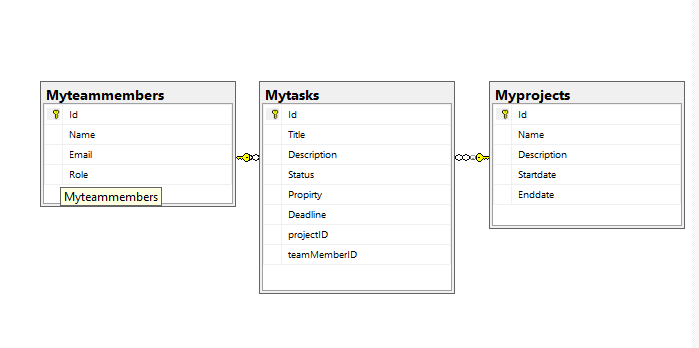 Myteammembers
Id
Name
Email
Role
Myteammembers
Mytasks
Id
Title
Description
Status
Propirty
Deadline
projectID
teamMemberID
Myprojects
Id
Name
Description
Startdate
Enddate